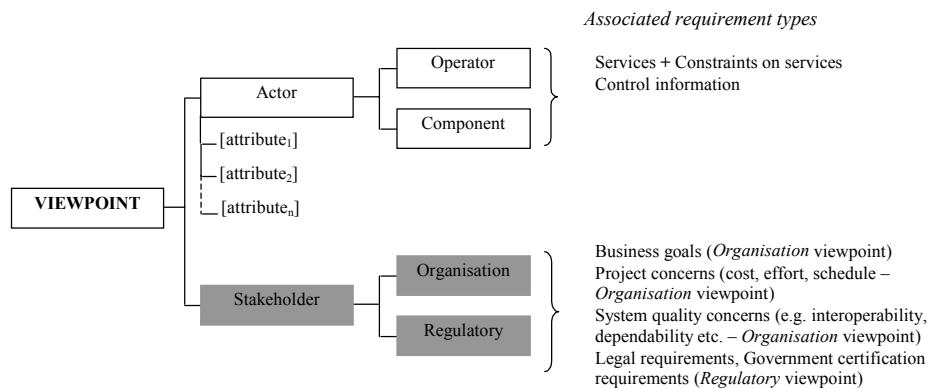 Associated requirement types
Operator
Services + Constraints on services
Control information
Actor
Component
[attribute₁]
[attribute₂]
[attributeₙ]
VIEWPOINT
Organisation
Business goals (Organisation viewpoint)
Project concerns (cost, effort, schedule –
Organisation viewpoint)
System quality concerns (e.g. interoperability,
dependability etc. – Organisation viewpoint)
Legal requirements, Government certification
requirements (Regulatory viewpoint)
Stakeholder
Regulatory